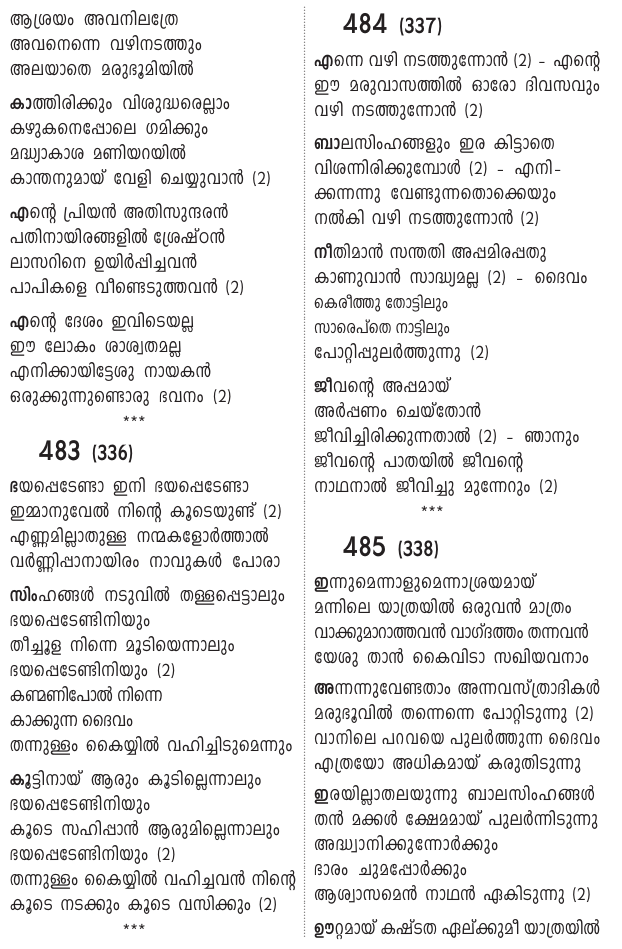 ആശ്രയം അവനിലത്രേ
അവനെന്നെ വഴിനടത്തും
അലയാതെ മരുഭൂമിയിൽ
കാത്തിരിക്കും വിശുദ്ധരെല്ലാം
കഴുകനെപ്പോലെ ഗമിക്കും
മദ്ധ്യാകാശ മണിയറയിൽ
കാന്തനുമായ് വേളി ചെയ്യുവാൻ (2)
എന്റെ പ്രിയൻ അതിസുന്ദരൻ
പതിനായിരങ്ങളിൽ ശ്രേഷ്ഠൻ
ലാസറിനെ ഉയിർപ്പിച്ചവൻ
പാപികളെ വീണ്ടെടുത്തവൻ (2)
എന്റെ ദേശം ഇവിടെയല്ല
ഈ ലോകം ശാശ്വതമല്ല
എനിക്കായിട്ടേശു നായകൻ
ഒരുക്കുന്നുണ്ടൊരു ഭവനം (2)
***
483 (336)
ഭയപ്പെടേണ്ടാ ഇനി ഭയപ്പെടേണ്ടാ
ഇമ്മാനുവേൽ നിന്റെ കൂടെയുണ്ട് (2)
എണ്ണമില്ലാതുള്ള നന്മകളോർത്താൽ
വർണ്ണിപ്പാനായിരം നാവുകൾ പോരാ
സിംഹങ്ങൾ നടുവിൽ തള്ളപ്പെട്ടാലും
ഭയപ്പെടേണ്ടിനിയും
തീച്ചൂള നിന്നെ മൂടിയെന്നാലും
ഭയപ്പെടേണ്ടിനിയും (2)
കണ്മണിപോൽ നിന്നെ
കാക്കുന്ന ദൈവം
തന്നുള്ളം കൈയ്യിൽ വഹിച്ചിടുമെന്നും
കൂട്ടിനായ് ആരും കൂടില്ലെന്നാലും
ഭയപ്പെടേണ്ടിനിയും
കൂടെ സഹിപ്പാൻ ആരുമില്ലെന്നാലും
ഭയപ്പെടേണ്ടിനിയും (2)
തന്നുള്ളം കൈയ്യിൽ വഹിച്ചവൻ നിന്റെ
കൂടെ നടക്കും കൂടെ വസിക്കും (2)
***
484 (337)
എന്നെ വഴി നടത്തുന്നോൻ (2) - എന്റെ
ഈ മരുവാസത്തിൽ ഓരോ ദിവസവും
വഴി നടത്തുന്നോൻ (2)
ബാലസിംഹങ്ങളും ഇര കിട്ടാതെ
വിശന്നിരിക്കുമ്പോൾ (2) - എനി-
ക്കന്നന്നു വേണ്ടുന്നതൊക്കെയും
നൽകി വഴി നടത്തുന്നോൻ (2)
നീതിമാൻ സന്തതി അപ്പമിരപ്പതു
കാണുവാൻ സാദ്ധ്യമല്ല (2) - ദൈവം
കെരീത്തു തോട്ടിലും
സാരെപ്തെ നാട്ടിലും
പോറ്റിപ്പുലർത്തുന്നു (2)
ജീവന്റെ അപ്പമായ്
അർപ്പണം ചെയ്തോൻ
ജീവിച്ചിരിക്കുന്നതാൽ (2) - ഞാനും
ജീവന്റെ പാതയിൽ ജീവന്റെ
നാഥനാൽ ജീവിച്ചു മുന്നേറും (2)
***
485 (338)
ഇന്നുമെന്നാളുമെന്നാശ്രയമായ്
മന്നിലെ യാത്രയിൽ ഒരുവൻ മാത്രം
വാക്കുമാറാത്തവൻ വാഗ്ദത്തം തന്നവൻ
യേശു താൻ കൈവിടാ സഖിയവനാം
അന്നന്നുവേണ്ടതാം അന്നവസ്ത്രാദികൾ
മരുഭൂവിൽ തന്നെന്നെ പോറ്റിടുന്നു (2)
വാനിലെ പറവയെ പുലർത്തുന്ന ദൈവം
എത്രയോ അധികമായ് കരുതിടുന്നു
ഇരയില്ലാതലയുന്നു ബാലസിംഹങ്ങൾ
തൻ മക്കൾ ക്ഷേമമായ് പുലർന്നിടുന്നു
അദ്ധ്വാനിക്കുന്നോർക്കും
ഭാരം ചുമപ്പോർക്കും
ആശ്വാസമെൻ നാഥൻ ഏകിടുന്നു (2)
ഊറ്റമായ് കഷ്ടത ഏല്ക്കുമീ യാത്രയിൽ